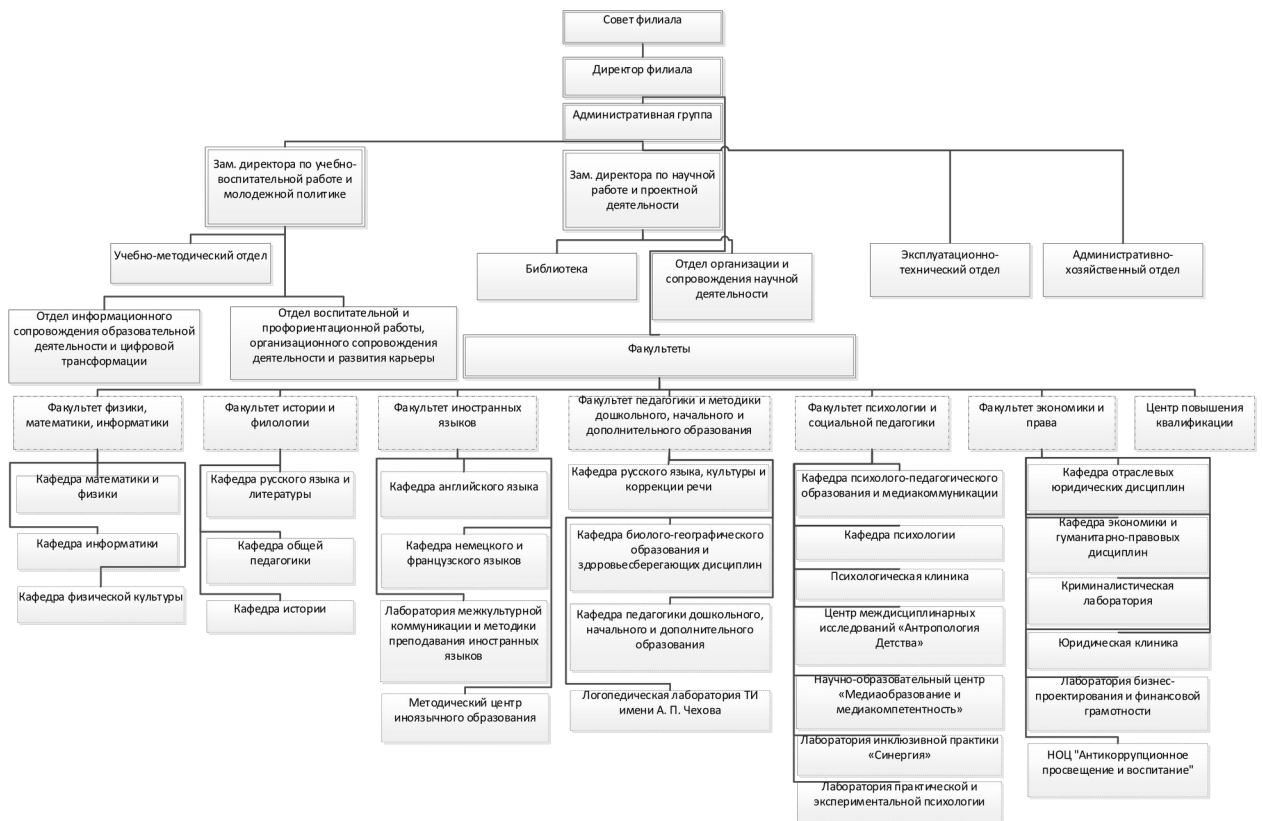 Совет филиала
Директор филиала
Административная группа
Зам. директора по учебно-
воспитательной работе и
молодежной политике
Зам. директора по научной
работе и проектной
деятельности
Учебно-методический отдел
Библиотека
Отдел организации и
сопровождения научной
деятельности
Эксплуатационно-
технический отдел
Административно-
хозяйственный отдел
Отдел информационного
сопровождения образовательной
деятельности и цифровой
трансформации
Отдел воспитательной и
профориентационной работы,
организационного сопровождения
деятельности и развития карьеры
Факультеты
Факультет физики,
математики, информатики
Факультет истории и
филологии
Факультет иностранных
языков
Факультет педагогики и методики
дошкольного, начального и
дополнительного образования
Факультет психологии и
социальной педагогики
Факультет экономики и
права
Центр повышения
квалификации
Кафедра математики и
физики
Кафедра информатики
Кафедра физической культуры
Кафедра русского языка и
литературы
Кафедра общей
педагогики
Кафедра истории
Кафедра английского языка
Кафедра немецкого и
французского языков
Лаборатория межкультурной
коммуникации и методики
преподавания иностранных
языков
Методический центр
иноязычного образования
Кафедра русского языка, культуры и
коррекции речи
Кафедра биолого-географического
образования и
здоровьесберегающих дисциплин
Кафедра педагогики дошкольного,
начального и дополнительного
образования
Логопедическая лаборатория ТИ
имени А. П. Чехова
Кафедра психолого-педагогического
образования и медиакоммуникации
Кафедра психологии
Психологическая клиника
Центр междисциплинарных
исследований «Антропология
Детства»
Научно-образовательный центр
«Медиаобразование и
медиакомпетентность»
Лаборатория инклюзивной практики
«Синергия»
Лаборатория практической и
экспериментальной психологии
Кафедра отраслевых
юридических дисциплин
Кафедра экономики и
гуманитарно-правовых
дисциплин
Криминалистическая
лаборатория
Юридическая клиника
Лаборатория бизнес-
проектирования и финансовой
грамотности
НОЦ "Антикоррупционное
просвещение и воспитание"